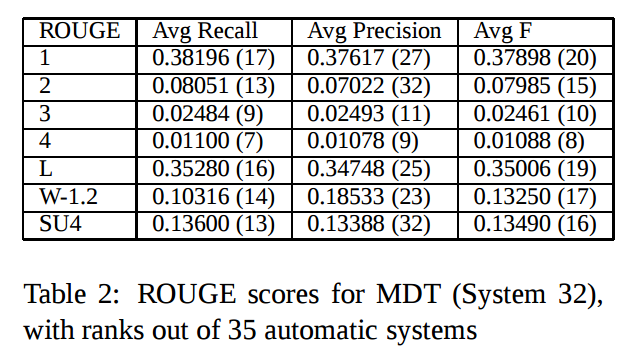 ROUGE Avg Recall Avg Precision Avg F
1 0.38196 (17) 0.37617 (27) 0.37898 (20)
2 0.08051 (13) 0.07022 (32) 0.07985 (15)
3 0.02484 (9) 0.02493 (11) 0.02461 (10)
4 0.01100 (7) 0.01078 (9) 0.01088 (8)
L 0.35280 (16) 0.34748 (25) 0.35006 (19)
W-1.2 0.10316 (14) 0.18533 (23) 0.13250 (17)
SU4 0.13600 (13) 0.13388 (32) 0.13490 (16)
Table 2: ROUGE scores for MDT (System 32),
with ranks out of 35 automatic systems